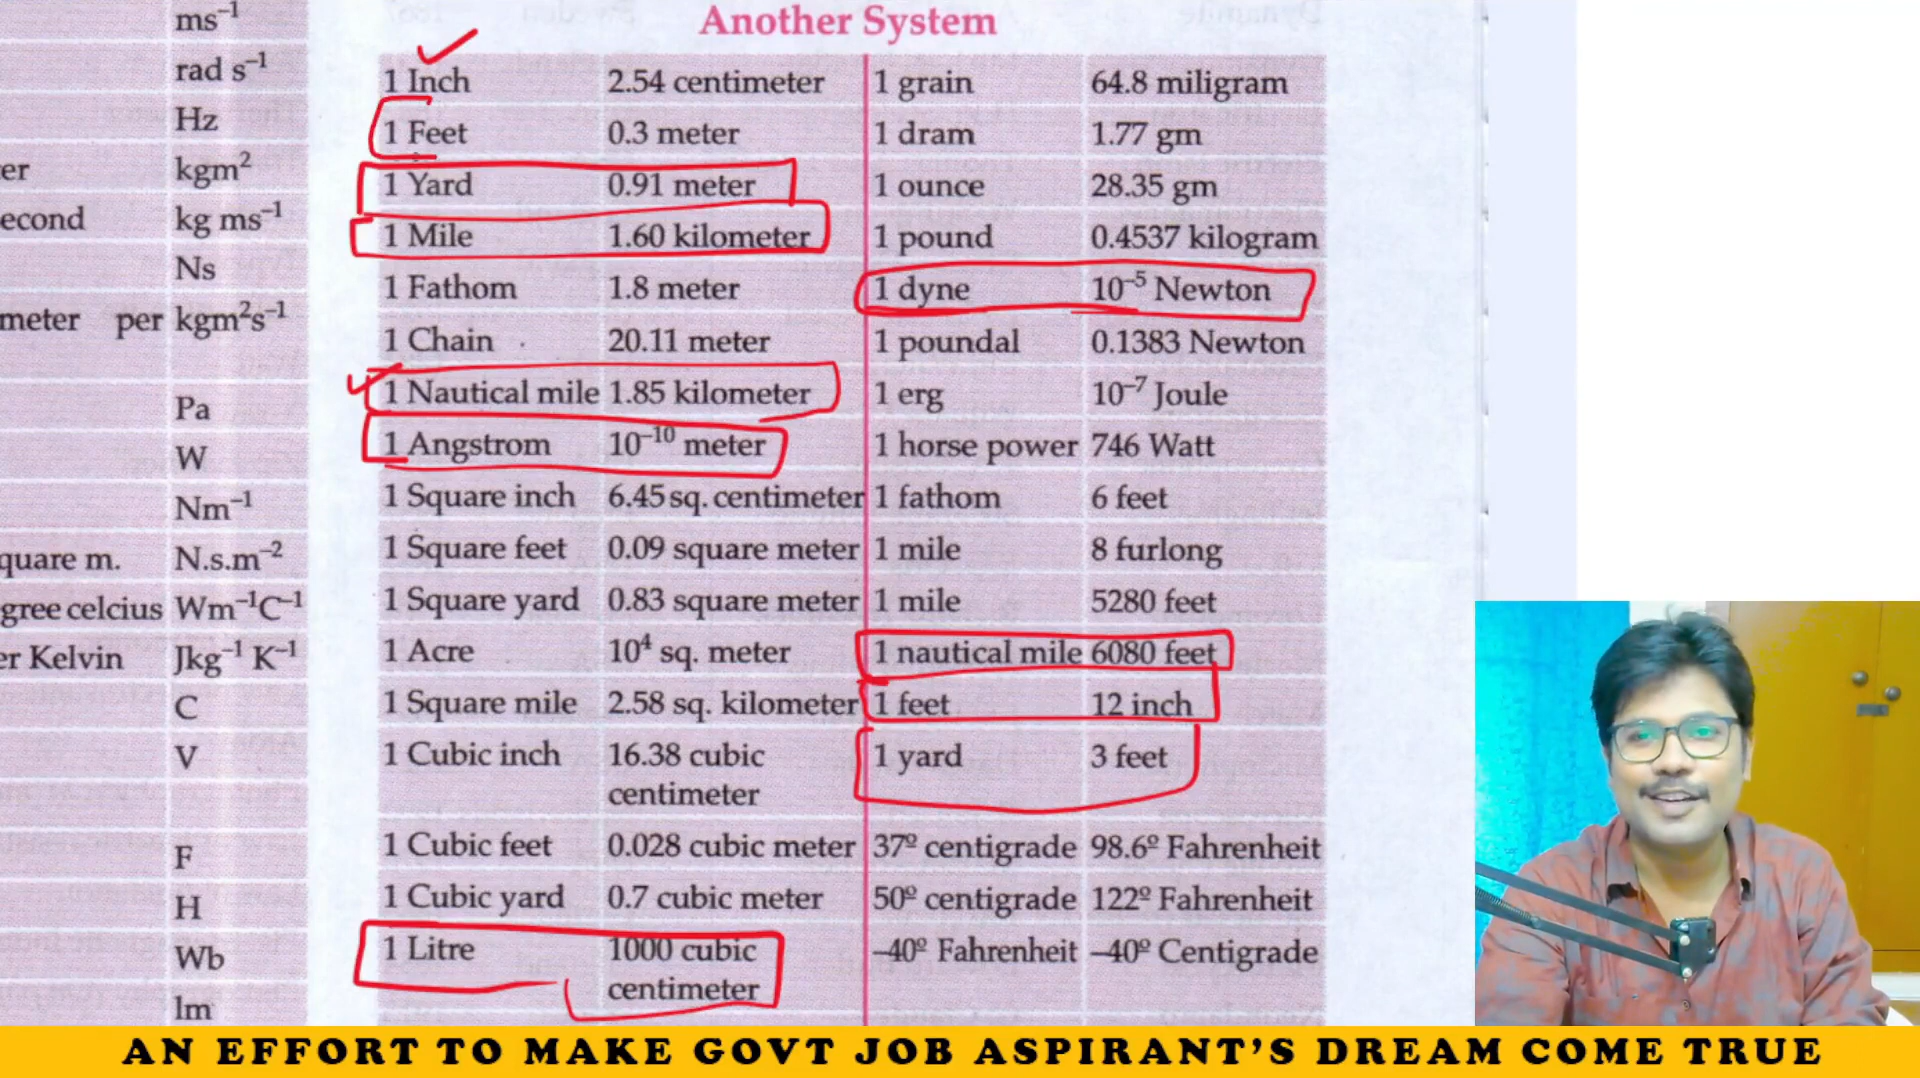 Another System
ms⁻¹
rad s⁻¹
Hz
er kgm²
econd kg ms⁻¹
Ns
meter per kgm²s⁻¹
Pa
W
Nm⁻¹
quare m. N.s.m⁻²
gree celcius Wm⁻¹C⁻¹
er Kelvin Jkg⁻¹ K⁻¹
C
V
F
H
Wb
lm
1 Inch 2.54 centimeter 1 grain 64.8 miligram
1 Feet 0.3 meter 1 dram 1.77 gm
1 Yard 0.91 meter 1 ounce 28.35 gm
1 Mile 1.60 kilometer 1 pound 0.4537 kilogram
1 Fathom 1.8 meter 1 dyne 10⁻⁵ Newton
1 Chain 20.11 meter 1 poundal 0.1383 Newton
1 Nautical mile 1.85 kilometer 1 erg 10⁻⁷ Joule
1 Angstrom 10⁻¹⁰ meter 1 horse power 746 Watt
1 Square inch 6.45 sq. centimeter 1 fathom 6 feet
1 Square feet 0.09 square meter 1 mile 8 furlong
1 Square yard 0.83 square meter 1 mile 5280 feet
1 Acre 10⁴ sq. meter 1 nautical mile 6080 feet
1 Square mile 2.58 sq. kilometer 1 feet 12 inch
1 Cubic inch 16.38 cubic 1 yard 3 feet
centimeter
1 Cubic feet 0.028 cubic meter 37º centigrade 98.6º Fahrenheit
1 Cubic yard 0.7 cubic meter 50º centigrade 122º Fahrenheit
1 Litre 1000 cubic –40º Fahrenheit –40º Centigrade
centimeter
AN EFFORT TO MAKE GOVT JOB ASPIRANT'S DREAM COME TRUE